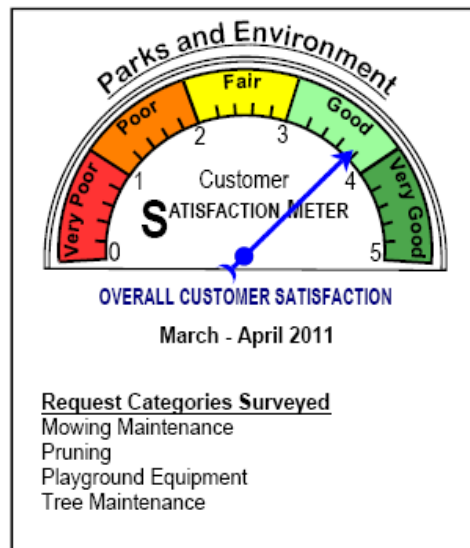 Parks and Environment
Very Poor
Poor
Fair
Good
Very Good
0
1
2
3
4
5
Customer
SATISFACTION METER
OVERALL CUSTOMER SATISFACTION
March - April 2011
Request Categories Surveyed
Mowing Maintenance
Pruning
Playground Equipment
Tree Maintenance